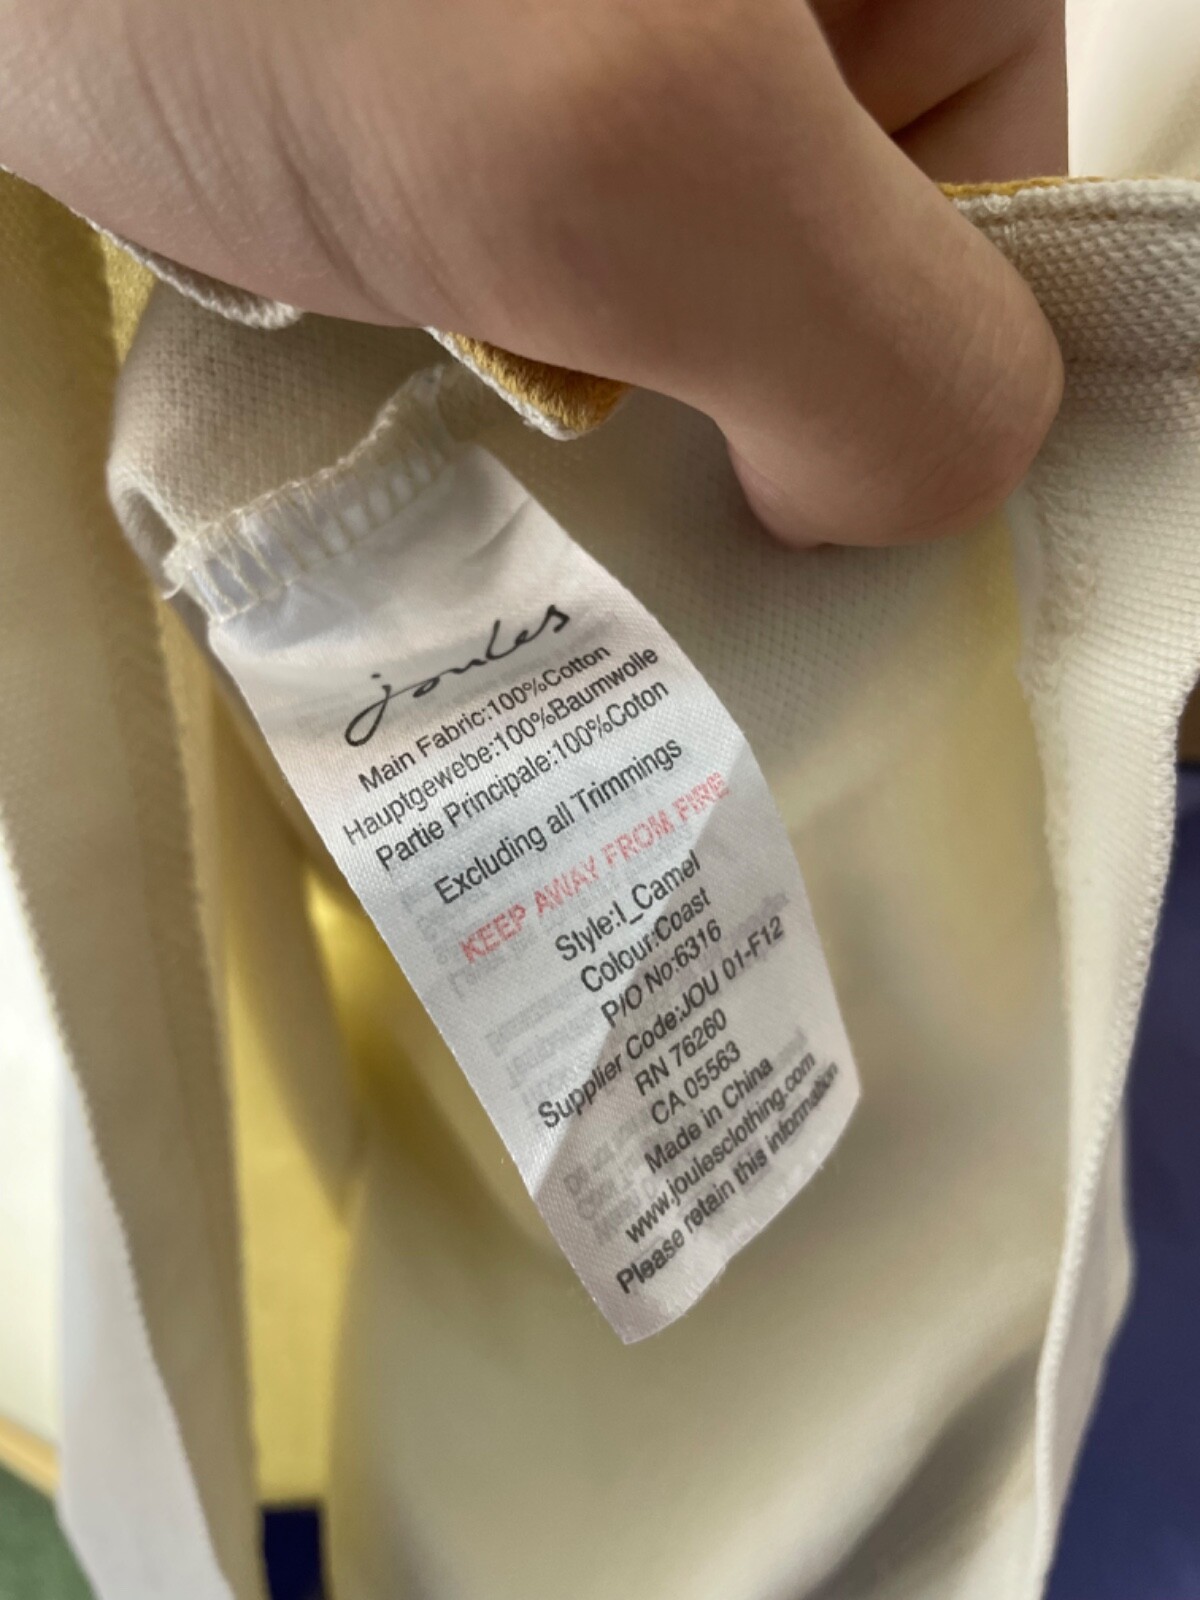 joules
Main Fabric:100%Cotton
Hauptgewebe:100%Baumwolle
Partie Principale:100%Coton
Excluding all Trimmings
KEEP AWAY FROM FIRE
Style:I_Camel
Colour:Coast
P/O No:6316
Supplier Code:JOU 01-F12
RN 76260
CA 05563
Made in China
www.joulesclothing.com
Please retain this information